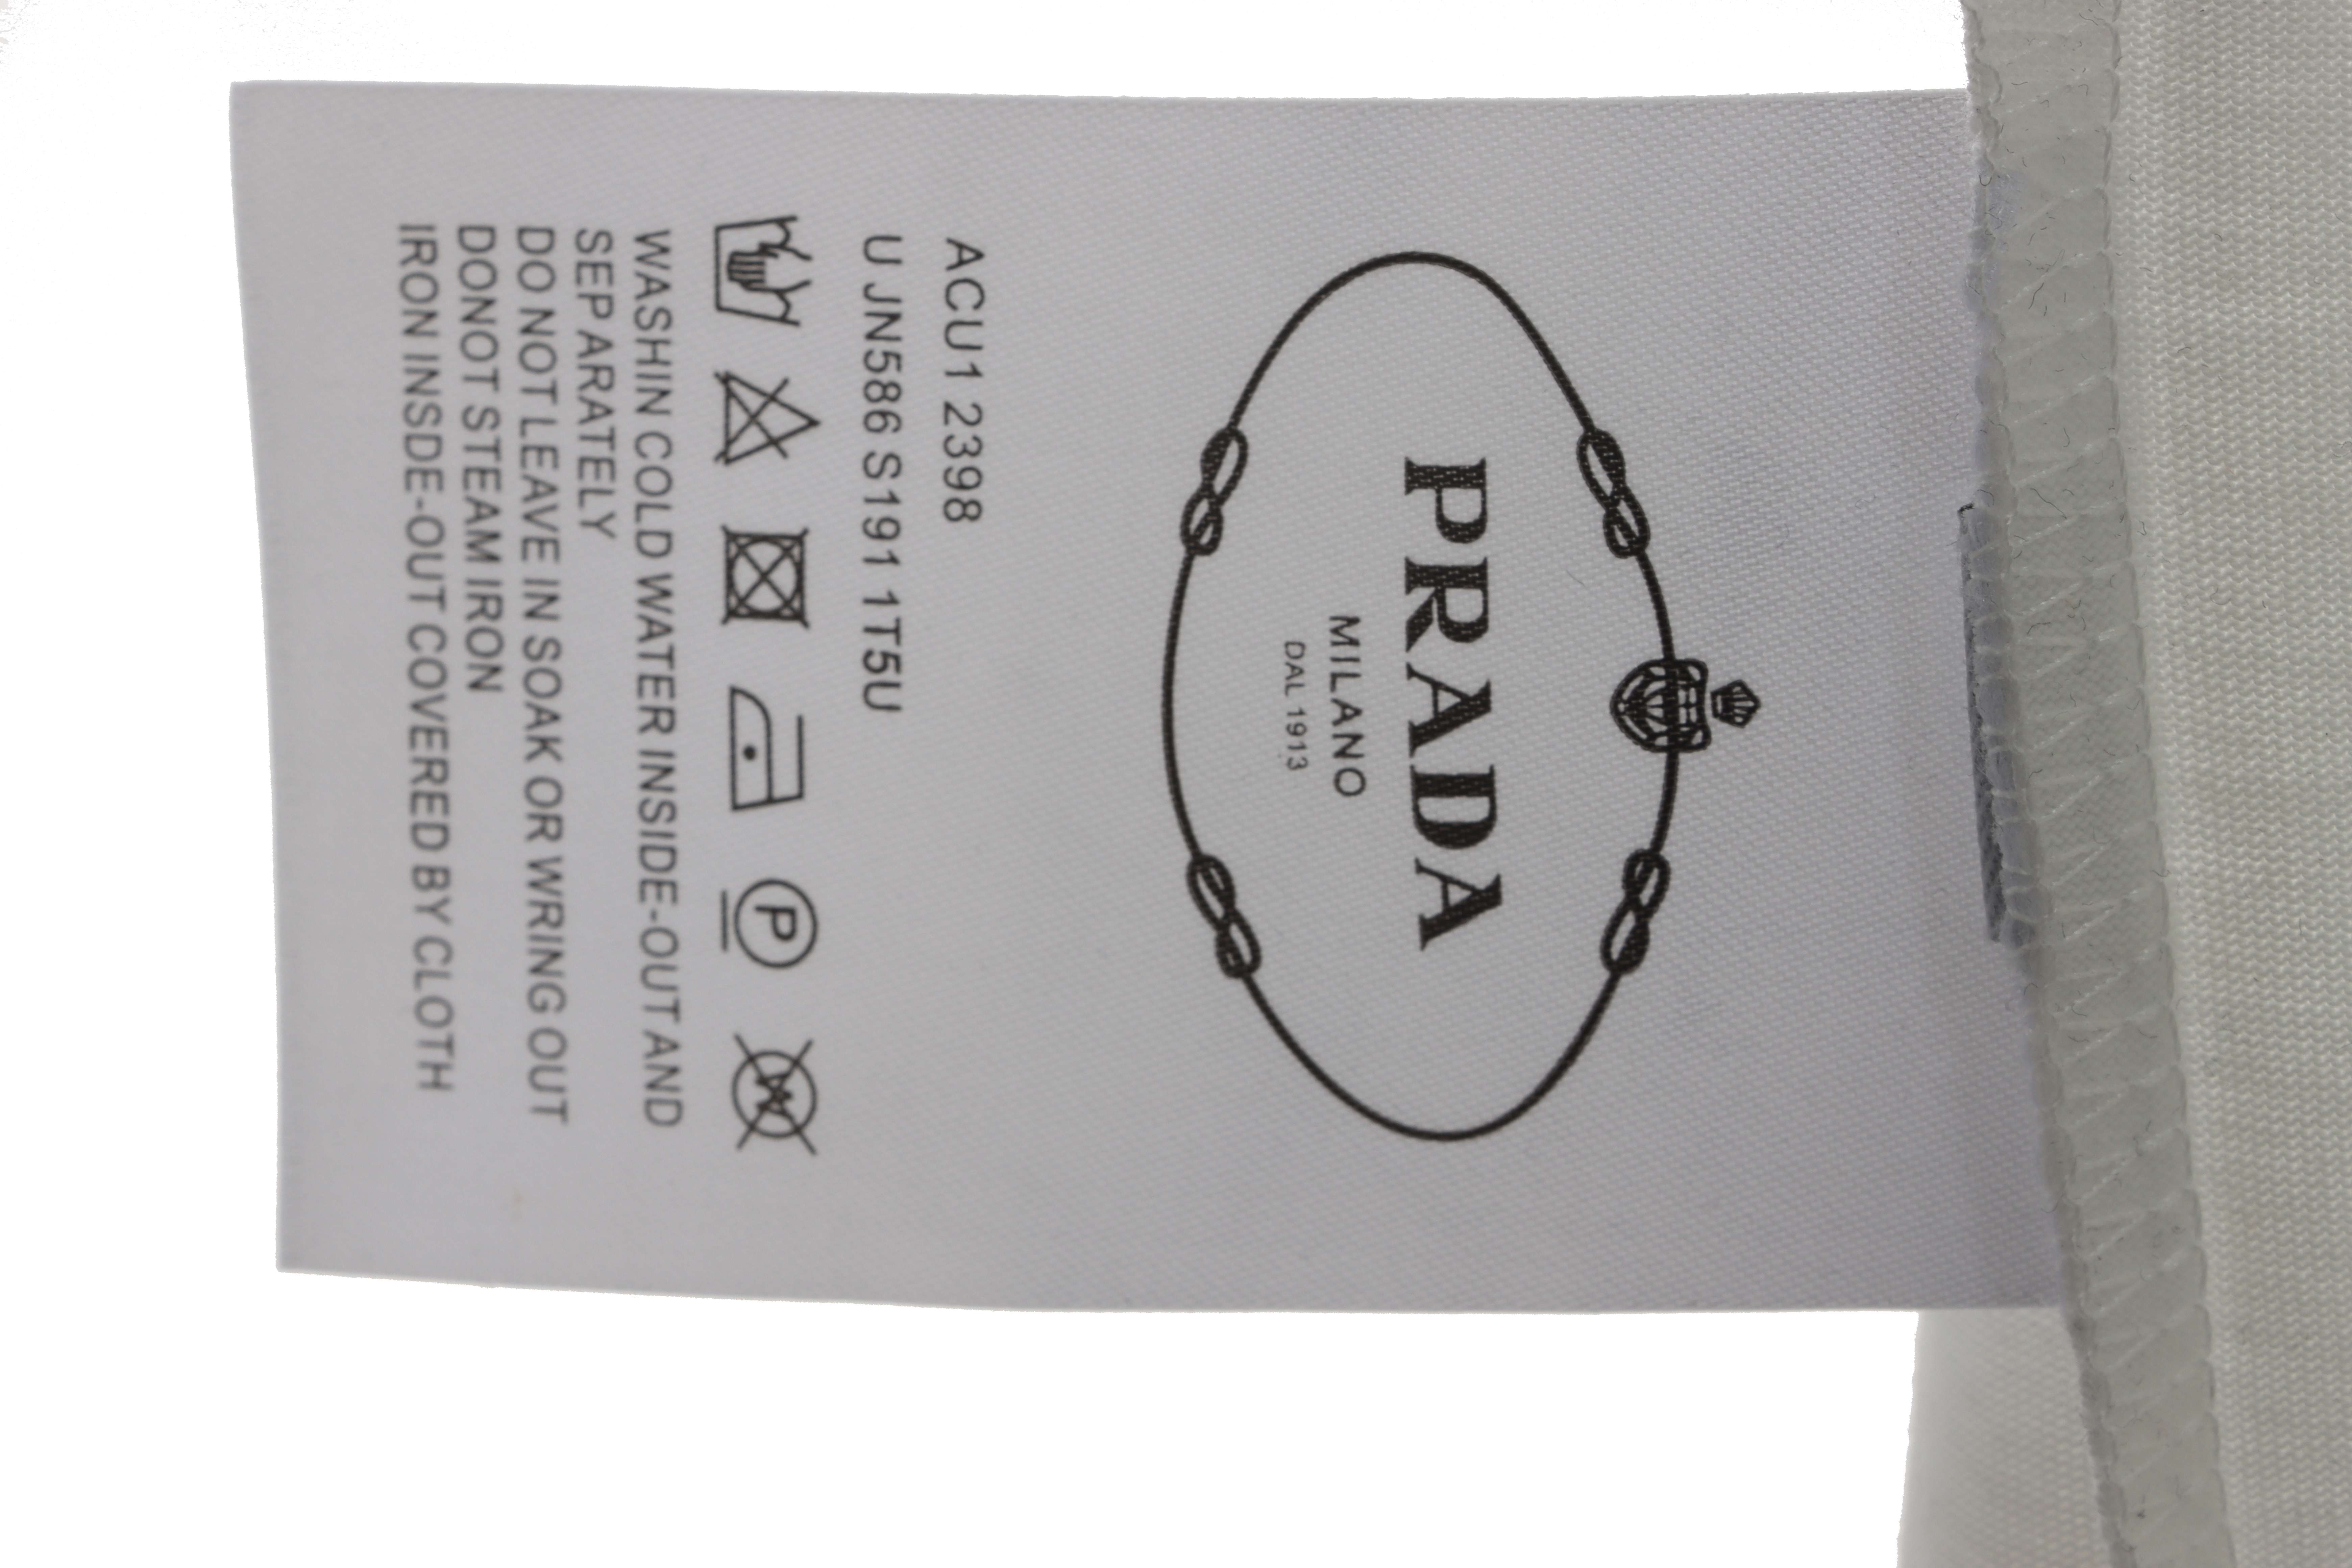 PRADA
MILANO
DAL 1913
ACU1 2398
U JN586 S191 1T5U
P
W
WASHIN COLD WATER INSIDE-OUT AND
SEP ARATELY
DO NOT LEAVE IN SOAK OR WRING OUT
DONOT STEAM IRON
IRON INSDE-OUT COVERED BY CLOTH